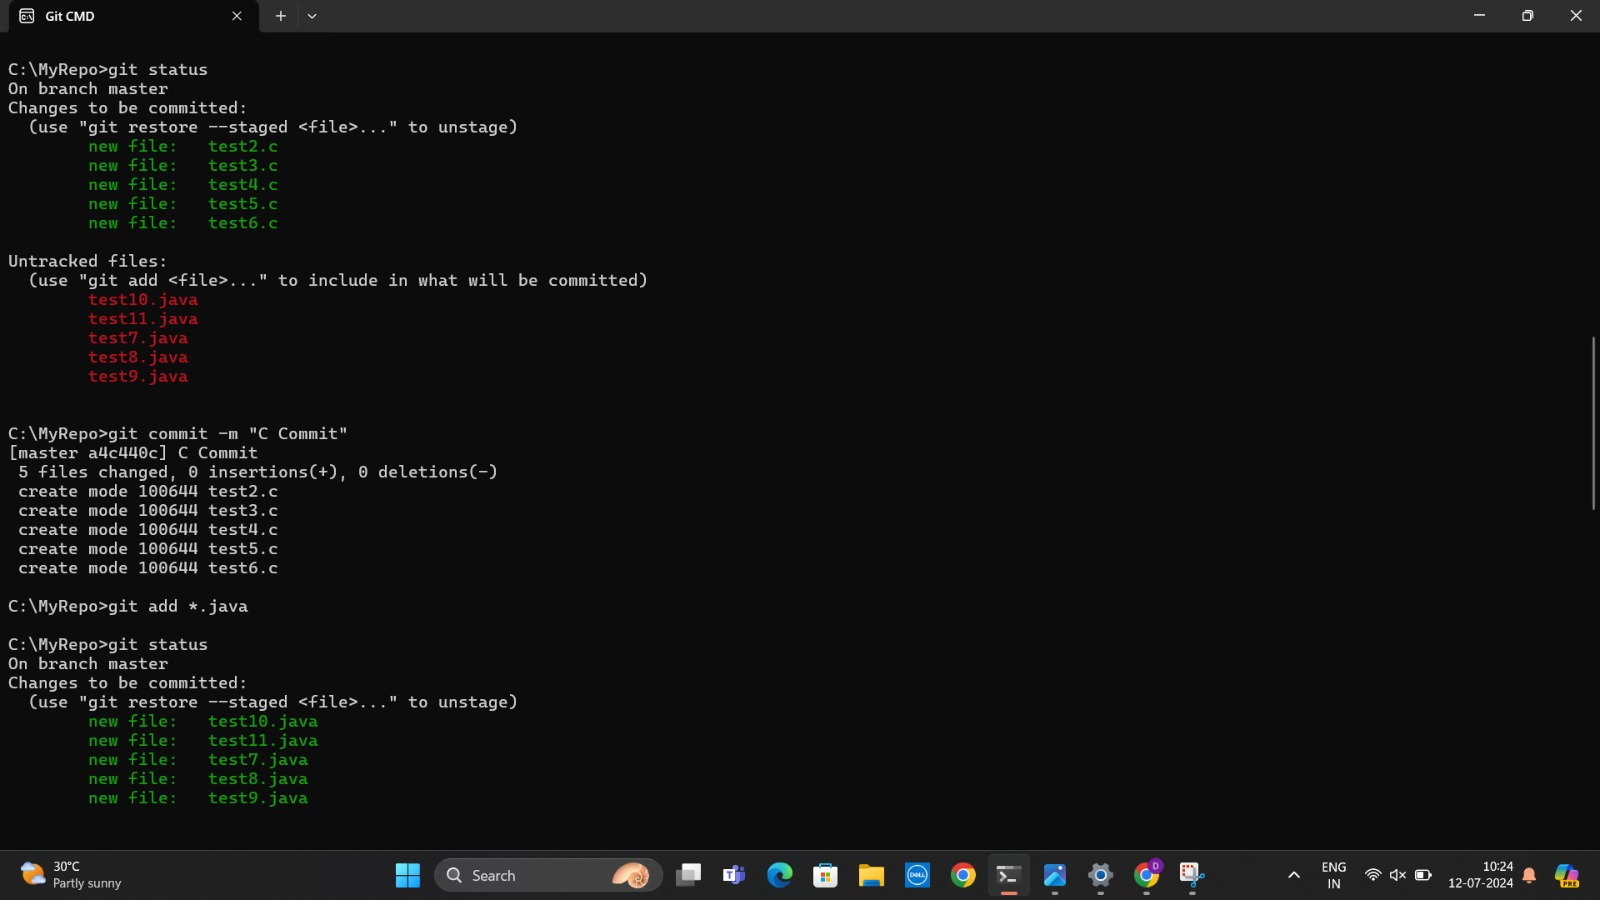 Git CMD
C:\MyRepo>git status
On branch master
Changes to be committed:
  (use "git restore --staged <file>..." to unstage)
        new file:   test2.c
        new file:   test3.c
        new file:   test4.c
        new file:   test5.c
        new file:   test6.c
Untracked files:
  (use "git add <file>..." to include in what will be committed)
        test10.java
        test11.java
        test7.java
        test8.java
        test9.java
C:\MyRepo>git commit -m "C Commit"
[master a4c440c] C Commit
 5 files changed, 0 insertions(+), 0 deletions(-)
 create mode 100644 test2.c
 create mode 100644 test3.c
 create mode 100644 test4.c
 create mode 100644 test5.c
 create mode 100644 test6.c
C:\MyRepo>git add *.java
C:\MyRepo>git status
On branch master
Changes to be committed:
  (use "git restore --staged <file>..." to unstage)
        new file:   test10.java
        new file:   test11.java
        new file:   test7.java
        new file:   test8.java
        new file:   test9.java
30°C
Partly sunny
Search
DELL
D
ENG
IN
10:24
12-07-2024
PRE